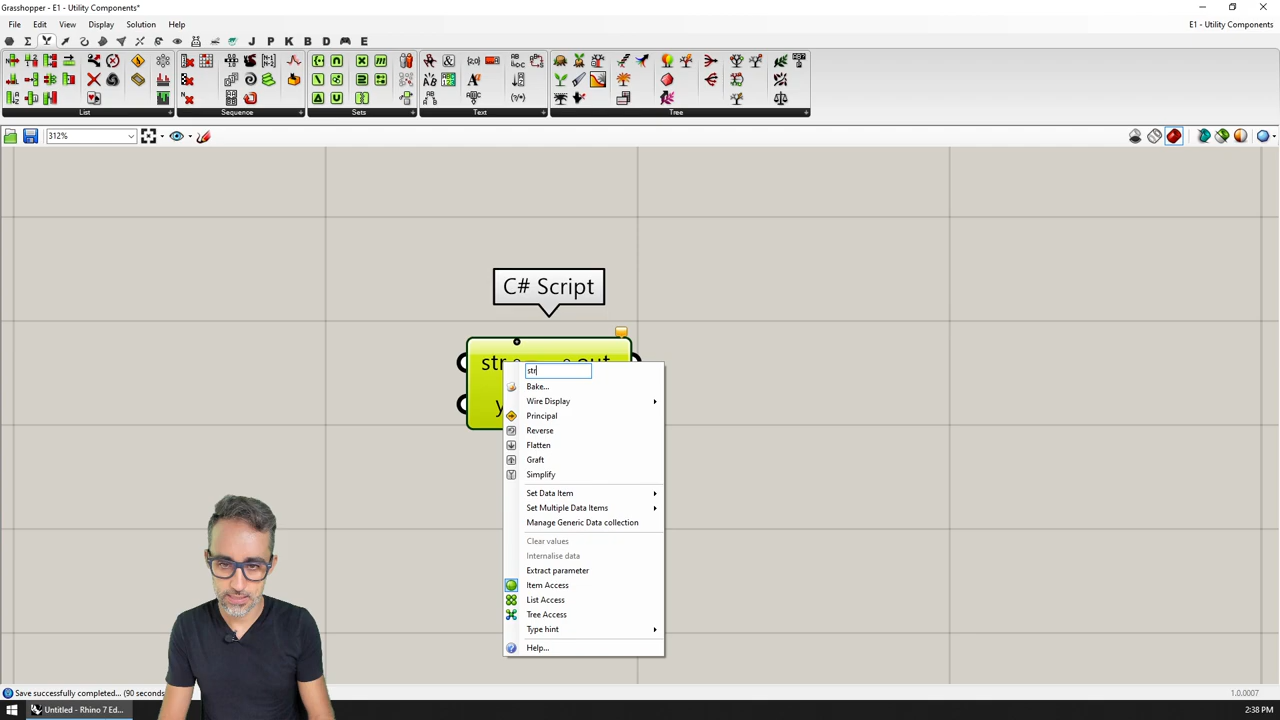 Grasshopper - E1 - Utility Components*
File Edit View Display Solution Help
E1 - Utility Components*
J P K B D E
List Sequence Sets Text Tree
312%
C# Script
str out
y
str
Bake...
Wire Display
Principal
Reverse
Flatten
Graft
Simplify
Set Data Item
Set Multiple Data Items
Manage Generic Data collection
Clear values
Internalise data
Extract parameter
Item Access
List Access
Tree Access
Type hint
Help...
Save successfully completed... (90 seconds
1.0.0007
Untitled - Rhino 7 Ed...
2:38 PM